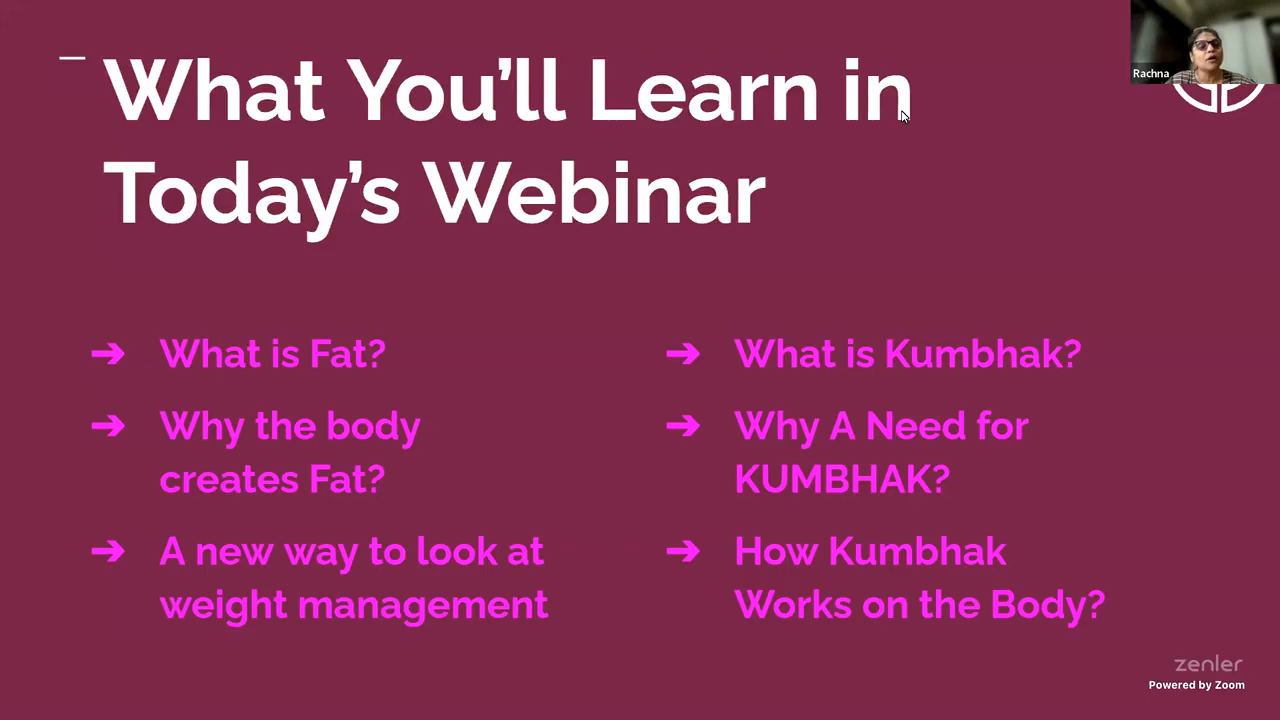 What You’ll Learn in
Today’s Webinar
➔ What is Fat?
➔ Why the body
creates Fat?
➔ A new way to look at
weight management
➔ What is Kumbhak?
➔ Why A Need for
KUMBHAK?
➔ How Kumbhak
Works on the Body?
Rachna
zenler
Powered by Zoom